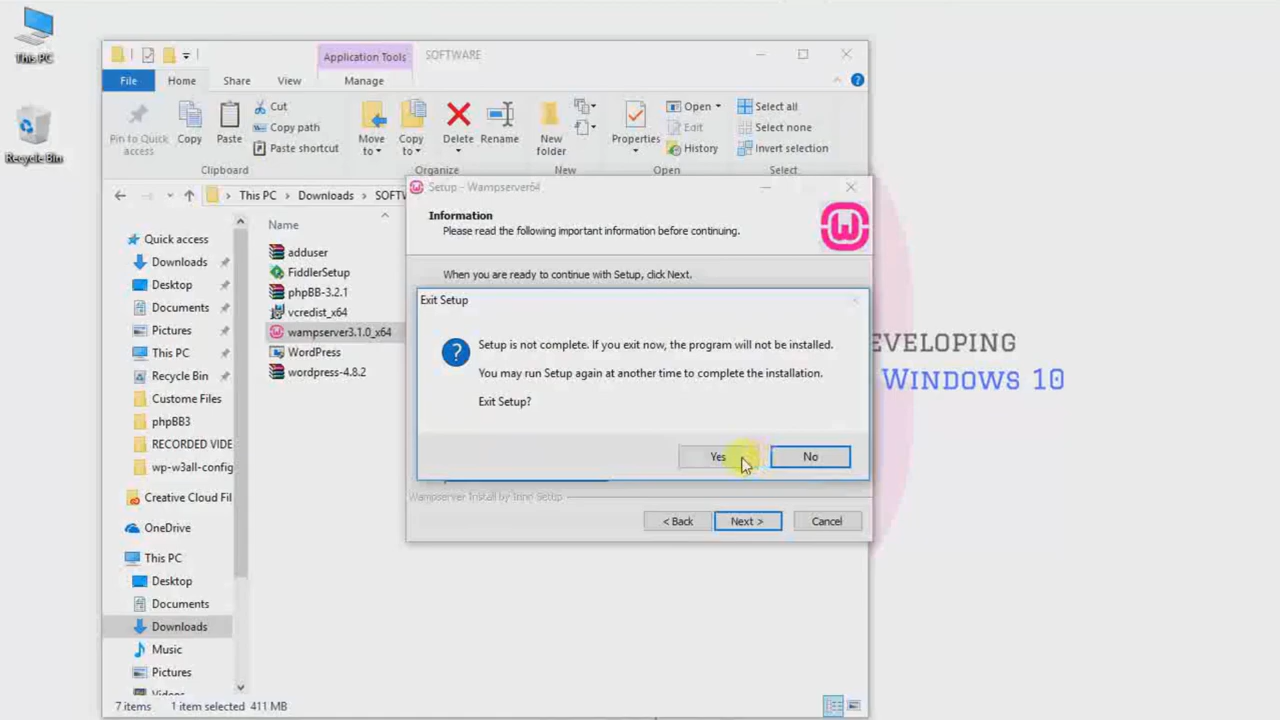 This PC
Recycle Bin
Application Tools
SOFTWARE
File
Home
Share
View
Manage
Pin to Quick
access
Copy
Paste
Cut
Copy path
Paste shortcut
Clipboard
Move
to
Copy
to
Delete
Rename
Organize
New
folder
New
Properties
Open
Edit
History
Open
Select all
Select none
Invert selection
Select
This PC > Downloads >
Name
Quick access
Downloads
Desktop
Documents
Pictures
This PC
Recycle Bin
Custome Files
phpBB3
RECORDED VIDE
wp-w3all-config
Creative Cloud Fil
OneDrive
This PC
Desktop
Documents
Downloads
Music
Pictures
Videos
adduser
FiddlerSetup
phpBB-3.2.1
vcredist_x64
wampserver3.1.0_x64
WordPress
wordpress-4.8.2
7 items
1 item selected 411 MB
Setup - Wampserver64
Information
Please read the following important information before continuing.
When you are ready to continue with Setup, click Next.
Exit Setup
Setup is not complete. If you exit now, the program will not be installed.
You may run Setup again at another time to complete the installation.
Exit Setup?
Yes
No
Wampserver Install by Inno Setup
< Back
Next >
Cancel
EVELOPING
WINDOWS 10